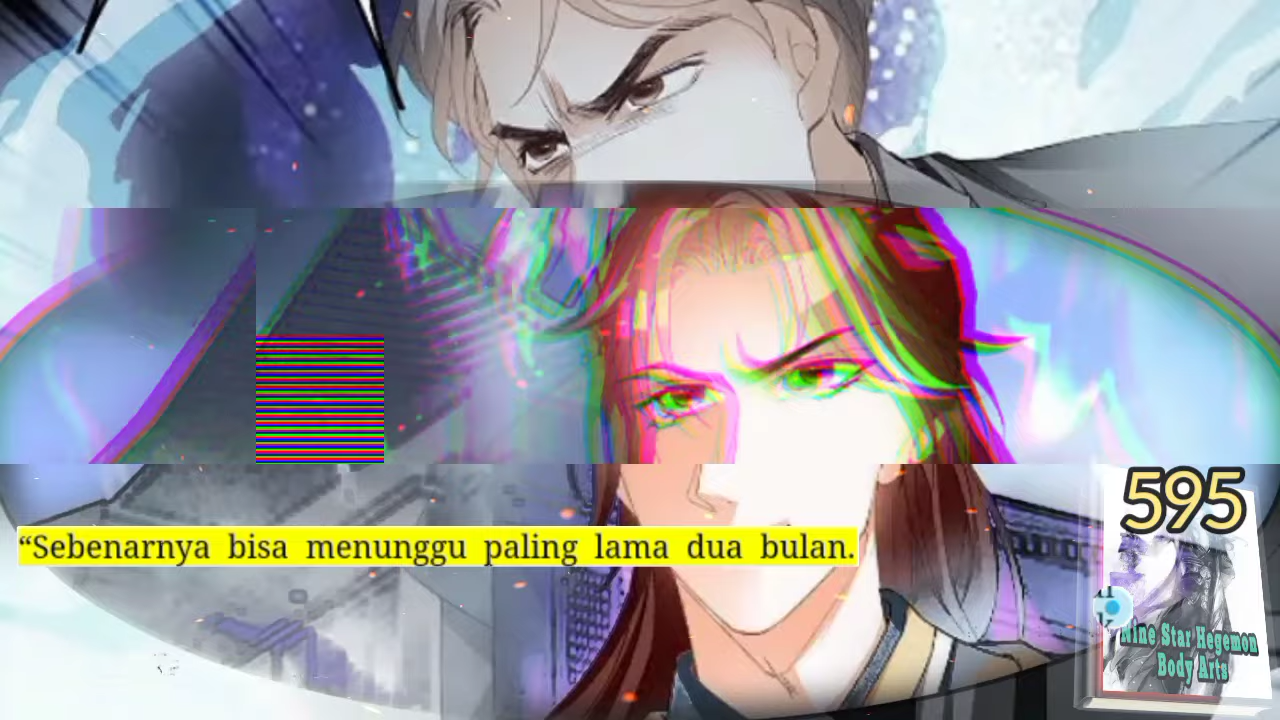 595
“Sebenarnya bisa menunggu paling lama dua bulan.
Nine Star Hegemon
Body Arts